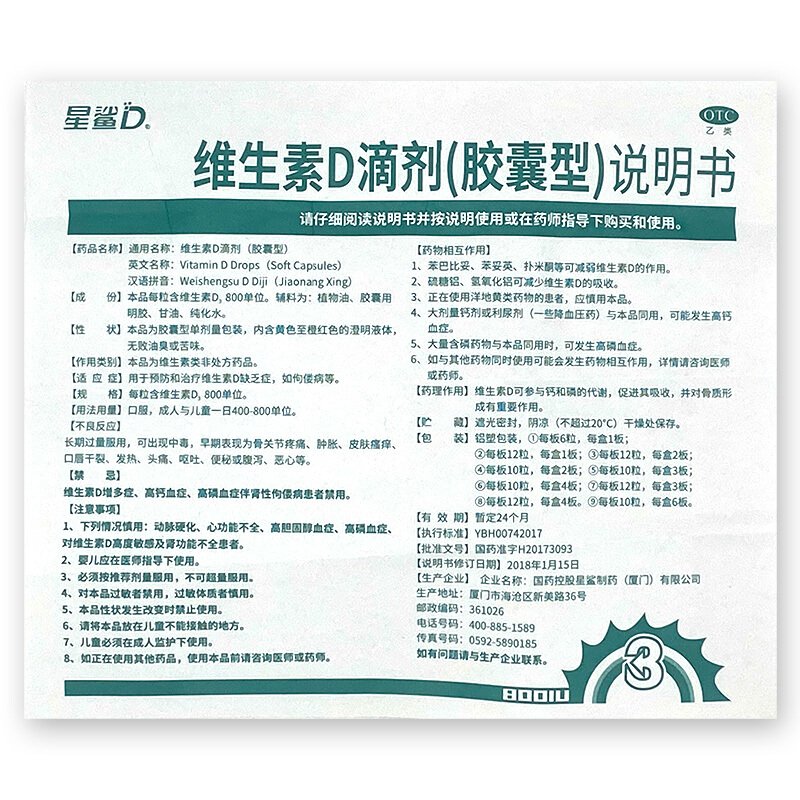 星鲨D®
OTC
乙类
维生素D滴剂(胶囊型)说明书
请仔细阅读说明书并按说明使用或在药师指导下购买和使用。
【药品名称】通用名称：维生素D滴剂（胶囊型）
英文名称：Vitamin D Drops（Soft Capsules）
汉语拼音：Weishengsu D Diji（Jiaonang Xing）
【成 份】本品每粒含维生素D, 800单位。辅料为：植物油、胶囊用
明胶、甘油、纯化水。
【性 状】本品为胶囊型单剂量包装，内含黄色至橙红色的澄明液体，
无败油臭或苦味。
【作用类别】本品为维生素类非处方药品。
【适 应 症】用于预防和治疗维生素D缺乏症，如佝偻病等。
【规 格】每粒含维生素D, 800单位。
【用法用量】口服，成人与儿童一日400-800单位。
【不良反应】
长期过量服用，可出现中毒，早期表现为骨关节疼痛、肿胀、皮肤瘙痒、
口唇干裂、发热、头痛、呕吐、便秘或腹泻、恶心等。
【禁 忌】
维生素D增多症、高钙血症、高磷血症伴肾性佝偻病患者禁用。
【注意事项】
1、下列情况慎用：动脉硬化、心功能不全、高胆固醇血症、高磷血症、
对维生素D高度敏感及肾功能不全患者。
2、婴儿应在医师指导下使用。
3、必须按推荐剂量服用，不可超量服用。
4、对本品过敏者禁用，过敏体质者慎用。
5、本品性状发生改变时禁止使用。
6、请将本品放在儿童不能接触的地方。
7、儿童必须在成人监护下使用。
8、如正在使用其他药品，使用本品前请咨询医师或药师。
【药物相互作用】
1、苯巴比妥、苯妥英、扑米酮等可减弱维生素D的作用。
2、硫糖铝、氢氧化铝可减少维生素D的吸收。
3、正在使用洋地黄类药物的患者，应慎用本品。
4、大剂量钙剂或利尿剂（一些降血压药）与本品同用，可能发生高钙
血症。
5、大量含磷药物与本品同用时，可发生高磷血症。
6、如与其他药物同时使用可能会发生药物相互作用，详情请咨询医师
或药师。
【药理作用】维生素D可参与钙和磷的代谢，促进其吸收，并对骨质形
成有重要作用。
【贮 藏】遮光密封，阴凉（不超过20℃）干燥处保存。
【包 装】铝塑包装，①每板6粒，每盒1板；
②每板12粒，每盒1板；③每板12粒，每盒2板；
④每板10粒，每盒2板；⑤每板10粒，每盒3板；
⑥每板10粒，每盒4板；⑦每板12粒，每盒3板；
⑧每板12粒，每盒4板。⑨每板10粒，每盒6板。
【有 效 期】暂定24个月
【执行标准】YBH00742017
【批准文号】国药准字H20173093
【说明书修订日期】2018年1月15日
【生产企业】企业名称：国药控股星鲨制药（厦门）有限公司
生产地址：厦门市海沧区新美路36号
邮政编码：361026
电话号码：400-885-1589
传真号码：0592-5890185
如有问题请与生产企业联系。
800IU
3